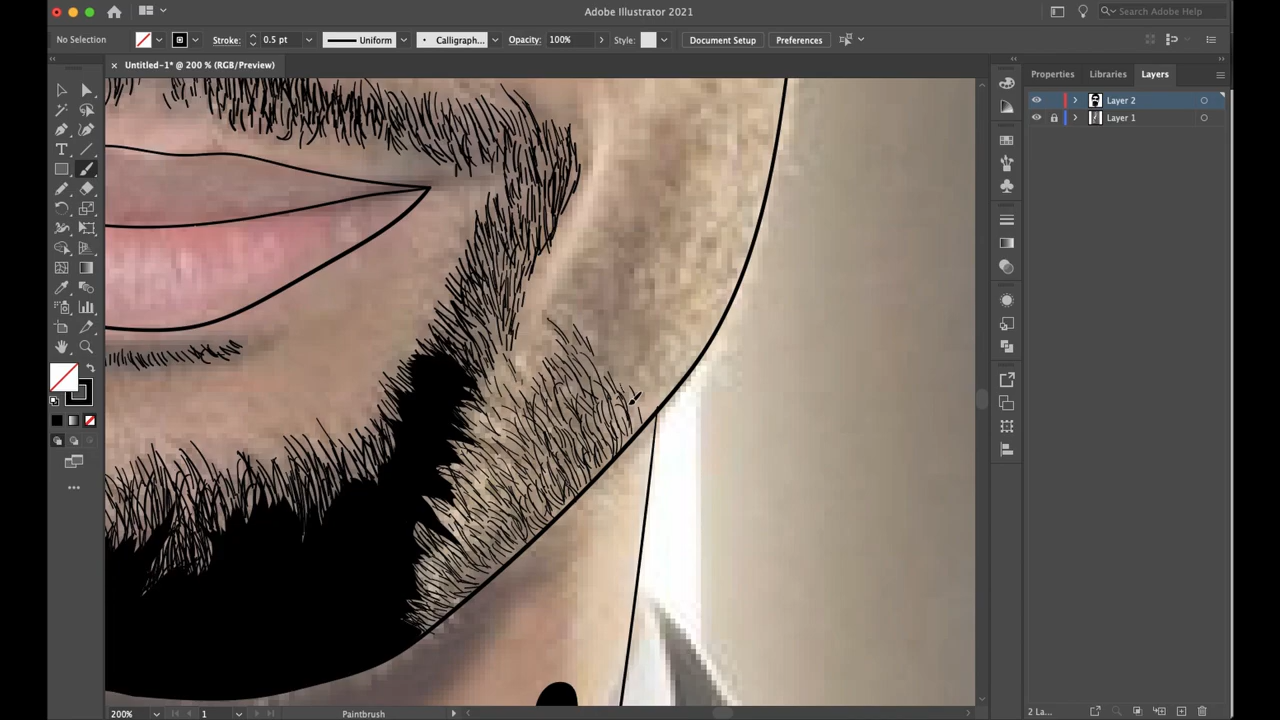 Adobe Illustrator 2021
Search Adobe Help
No Selection
Stroke:
0.5 pt
Uniform
Calligraph...
Opacity:
100%
Style:
Document Setup
Preferences
Untitled-1* @ 200 % (RGB/Preview)
Properties
Libraries
Layers
Layer 2
Layer 1
200%
1
Paintbrush
2 La...